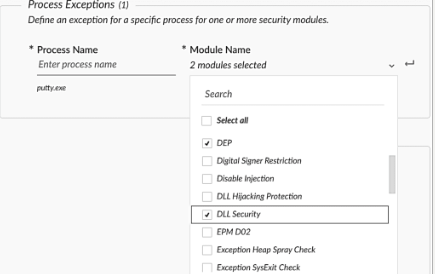 Process Exceptions (1)
Define an exception for a specific process for one or more security modules.
* Process Name
* Module Name
Enter process name
2 modules selected
putty.exe
Search
Select all
DEP
Digital Signer Restriction
Disable Injection
DLL Hijacking Protection
DLL Security
EPM D02
Exception Heap Spray Check
Exception SysExit Check